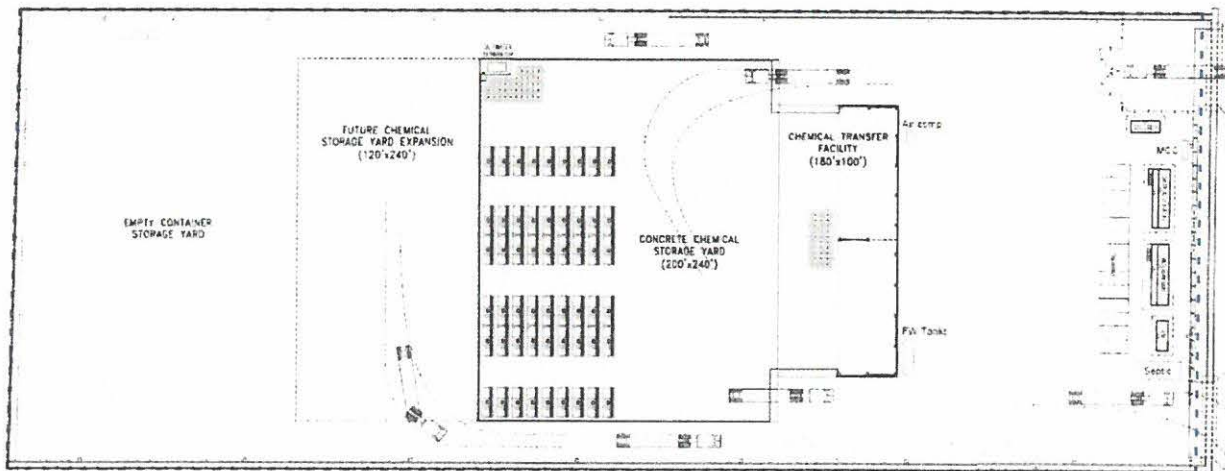 FUTURE CHEMICAL
STORAGE YARD EXPANSION
(120'x240')
EMPTY CONTAINER
STORAGE YARD
CONCRETE CHEMICAL
STORAGE YARD
(200'x240')
CHEMICAL TRANSFER
FACILITY
(180'x100')
Air comp
MCC
FW Tanks
Septic